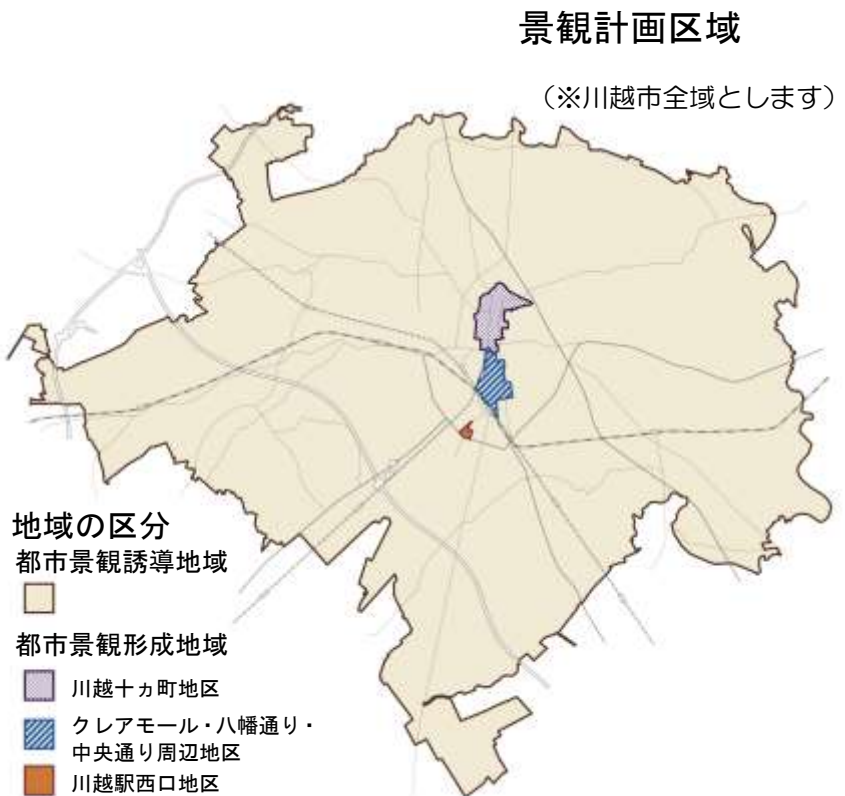 景観計画区域
(※川越市全域とします)
地域の区分
都市景観誘導地域
都市景観形成地域
川越十ヵ町地区
クレアモール・八幡通り・
中央通り周辺地区
川越駅西口地区